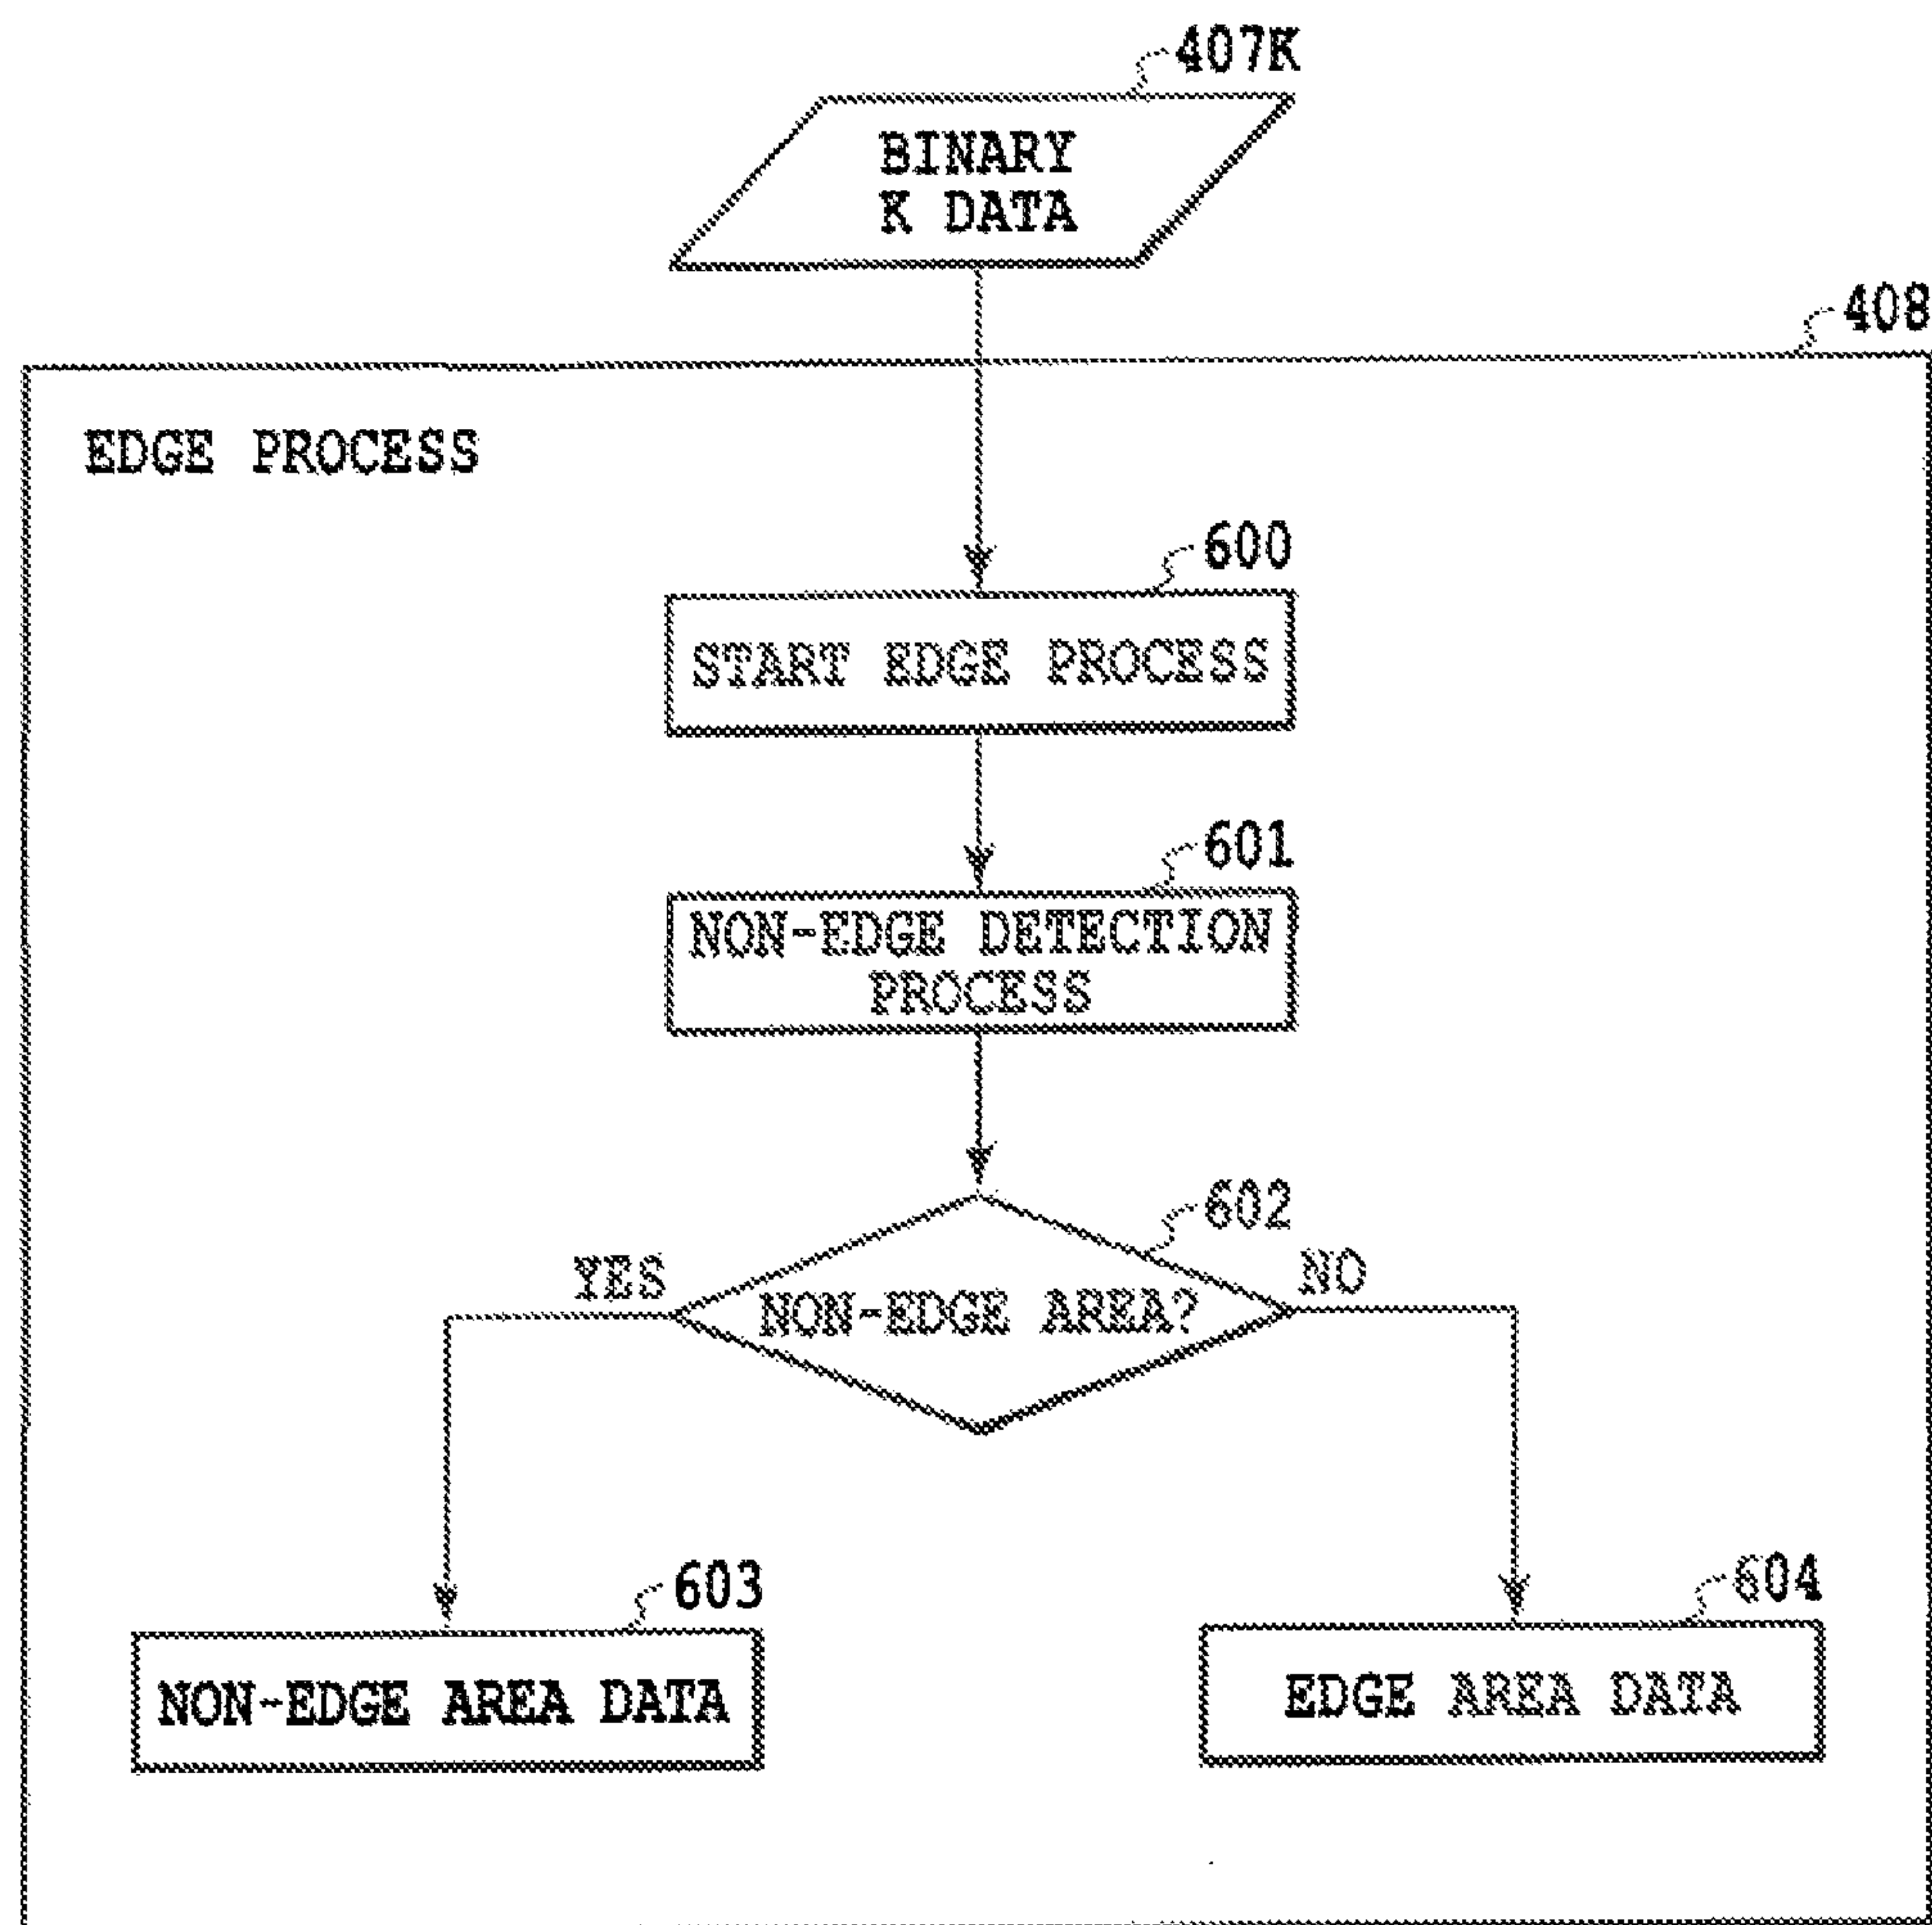 407K
BINARY
K DATA
408
EDGE PROCESS
600
START EDGE PROCESS
601
NON-EDGE DETECTION
PROCESS
602
YES
NO
NON-EDGE AREA?
603
604
NON-EDGE AREA DATA
EDGE AREA DATA